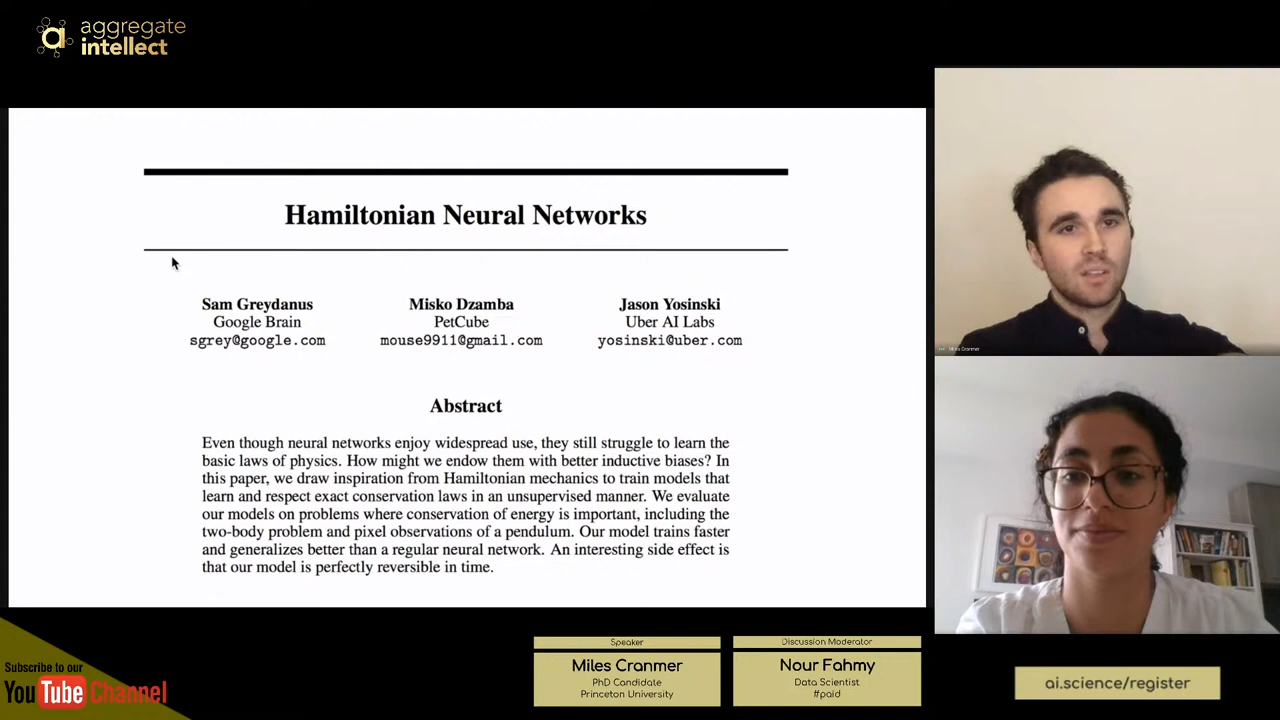 aggregate
intellect
Hamiltonian Neural Networks
Sam Greydanus
Google Brain
sgrey@google.com
Misko Dzamba
PetCube
mouse9911@gmail.com
Jason Yosinski
Uber AI Labs
yosinski@uber.com
Abstract
Even though neural networks enjoy widespread use, they still struggle to learn the
basic laws of physics. How might we endow them with better inductive biases? In
this paper, we draw inspiration from Hamiltonian mechanics to train models that
learn and respect exact conservation laws in an unsupervised manner. We evaluate
our models on problems where conservation of energy is important, including the
two-body problem and pixel observations of a pendulum. Our model trains faster
and generalizes better than a regular neural network. An interesting side effect is
that our model is perfectly reversible in time.
Miles Cranmer
Subscribe to our
YouTube Channel
Speaker
Miles Cranmer
PhD Candidate
Princeton University
Discussion Moderator
Nour Fahmy
Data Scientist
#paid
ai.science/register